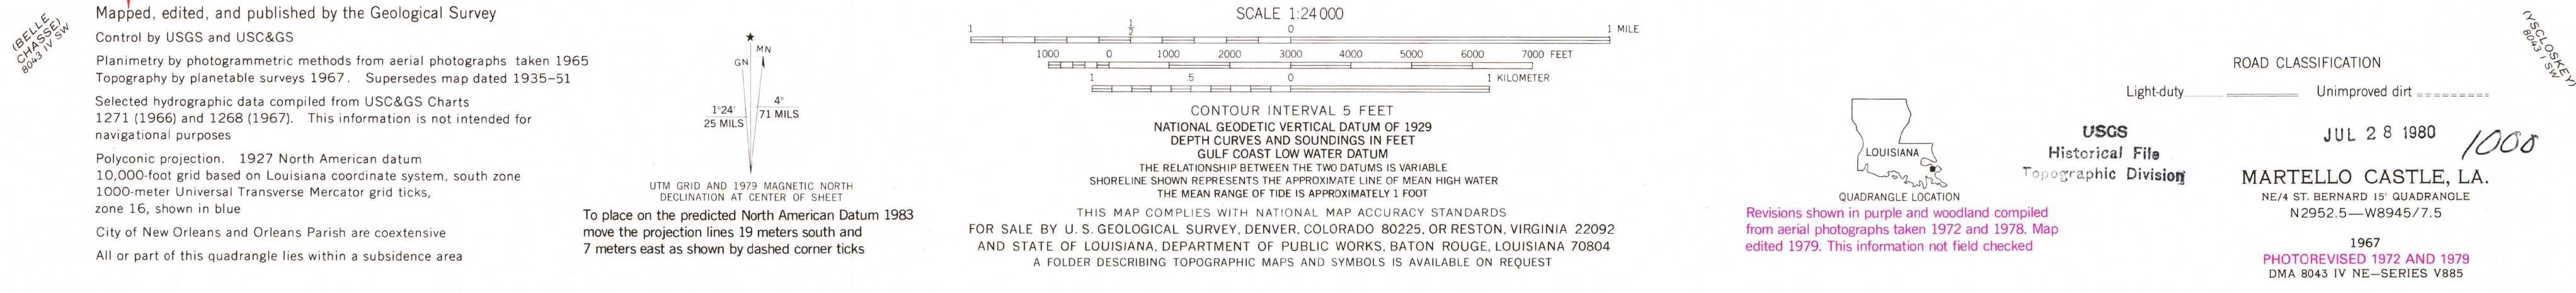 (BELLE
CHASSE)
8043 IV SW
Mapped, edited, and published by the Geological Survey
Control by USGS and USC&GS
Planimetry by photogrammetric methods from aerial photographs taken 1965
Topography by planetable surveys 1967. Supersedes map dated 1935–51
Selected hydrographic data compiled from USC&GS Charts
1271 (1966) and 1268 (1967). This information is not intended for
navigational purposes
Polyconic projection. 1927 North American datum
10,000-foot grid based on Louisiana coordinate system, south zone
1000-meter Universal Transverse Mercator grid ticks,
zone 16, shown in blue
City of New Orleans and Orleans Parish are coextensive
All or part of this quadrangle lies within a subsidence area
★
MN
GN
1°24′
25 MILS
4°
71 MILS
UTM GRID AND 1979 MAGNETIC NORTH
DECLINATION AT CENTER OF SHEET
To place on the predicted North American Datum 1983
move the projection lines 19 meters south and
7 meters east as shown by dashed corner ticks
SCALE 1:24 000
1 ½ 0 1 MILE
1000 0 1000 2000 3000 4000 5000 6000 7000 FEET
1 .5 0 1 KILOMETER
CONTOUR INTERVAL 5 FEET
NATIONAL GEODETIC VERTICAL DATUM OF 1929
DEPTH CURVES AND SOUNDINGS IN FEET
GULF COAST LOW WATER DATUM
THE RELATIONSHIP BETWEEN THE TWO DATUMS IS VARIABLE
SHORELINE SHOWN REPRESENTS THE APPROXIMATE LINE OF MEAN HIGH WATER
THE MEAN RANGE OF TIDE IS APPROXIMATELY 1 FOOT
THIS MAP COMPLIES WITH NATIONAL MAP ACCURACY STANDARDS
FOR SALE BY U. S. GEOLOGICAL SURVEY, DENVER, COLORADO 80225, OR RESTON, VIRGINIA 22092
AND STATE OF LOUISIANA, DEPARTMENT OF PUBLIC WORKS, BATON ROUGE, LOUISIANA 70804
A FOLDER DESCRIBING TOPOGRAPHIC MAPS AND SYMBOLS IS AVAILABLE ON REQUEST
LOUISIANA
QUADRANGLE LOCATION
Revisions shown in purple and woodland compiled
from aerial photographs taken 1972 and 1978. Map
edited 1979. This information not field checked
USGS
Historical File
Topographic Division
ROAD CLASSIFICATION
Light-duty Unimproved dirt
JUL 28 1980
1000
MARTELLO CASTLE, LA.
NE/4 ST. BERNARD 15' QUADRANGLE
N2952.5—W8945/7.5
1967
PHOTOREVISED 1972 AND 1979
DMA 8043 IV NE—SERIES V885
(YSCLOSKEY)
8043 I SW